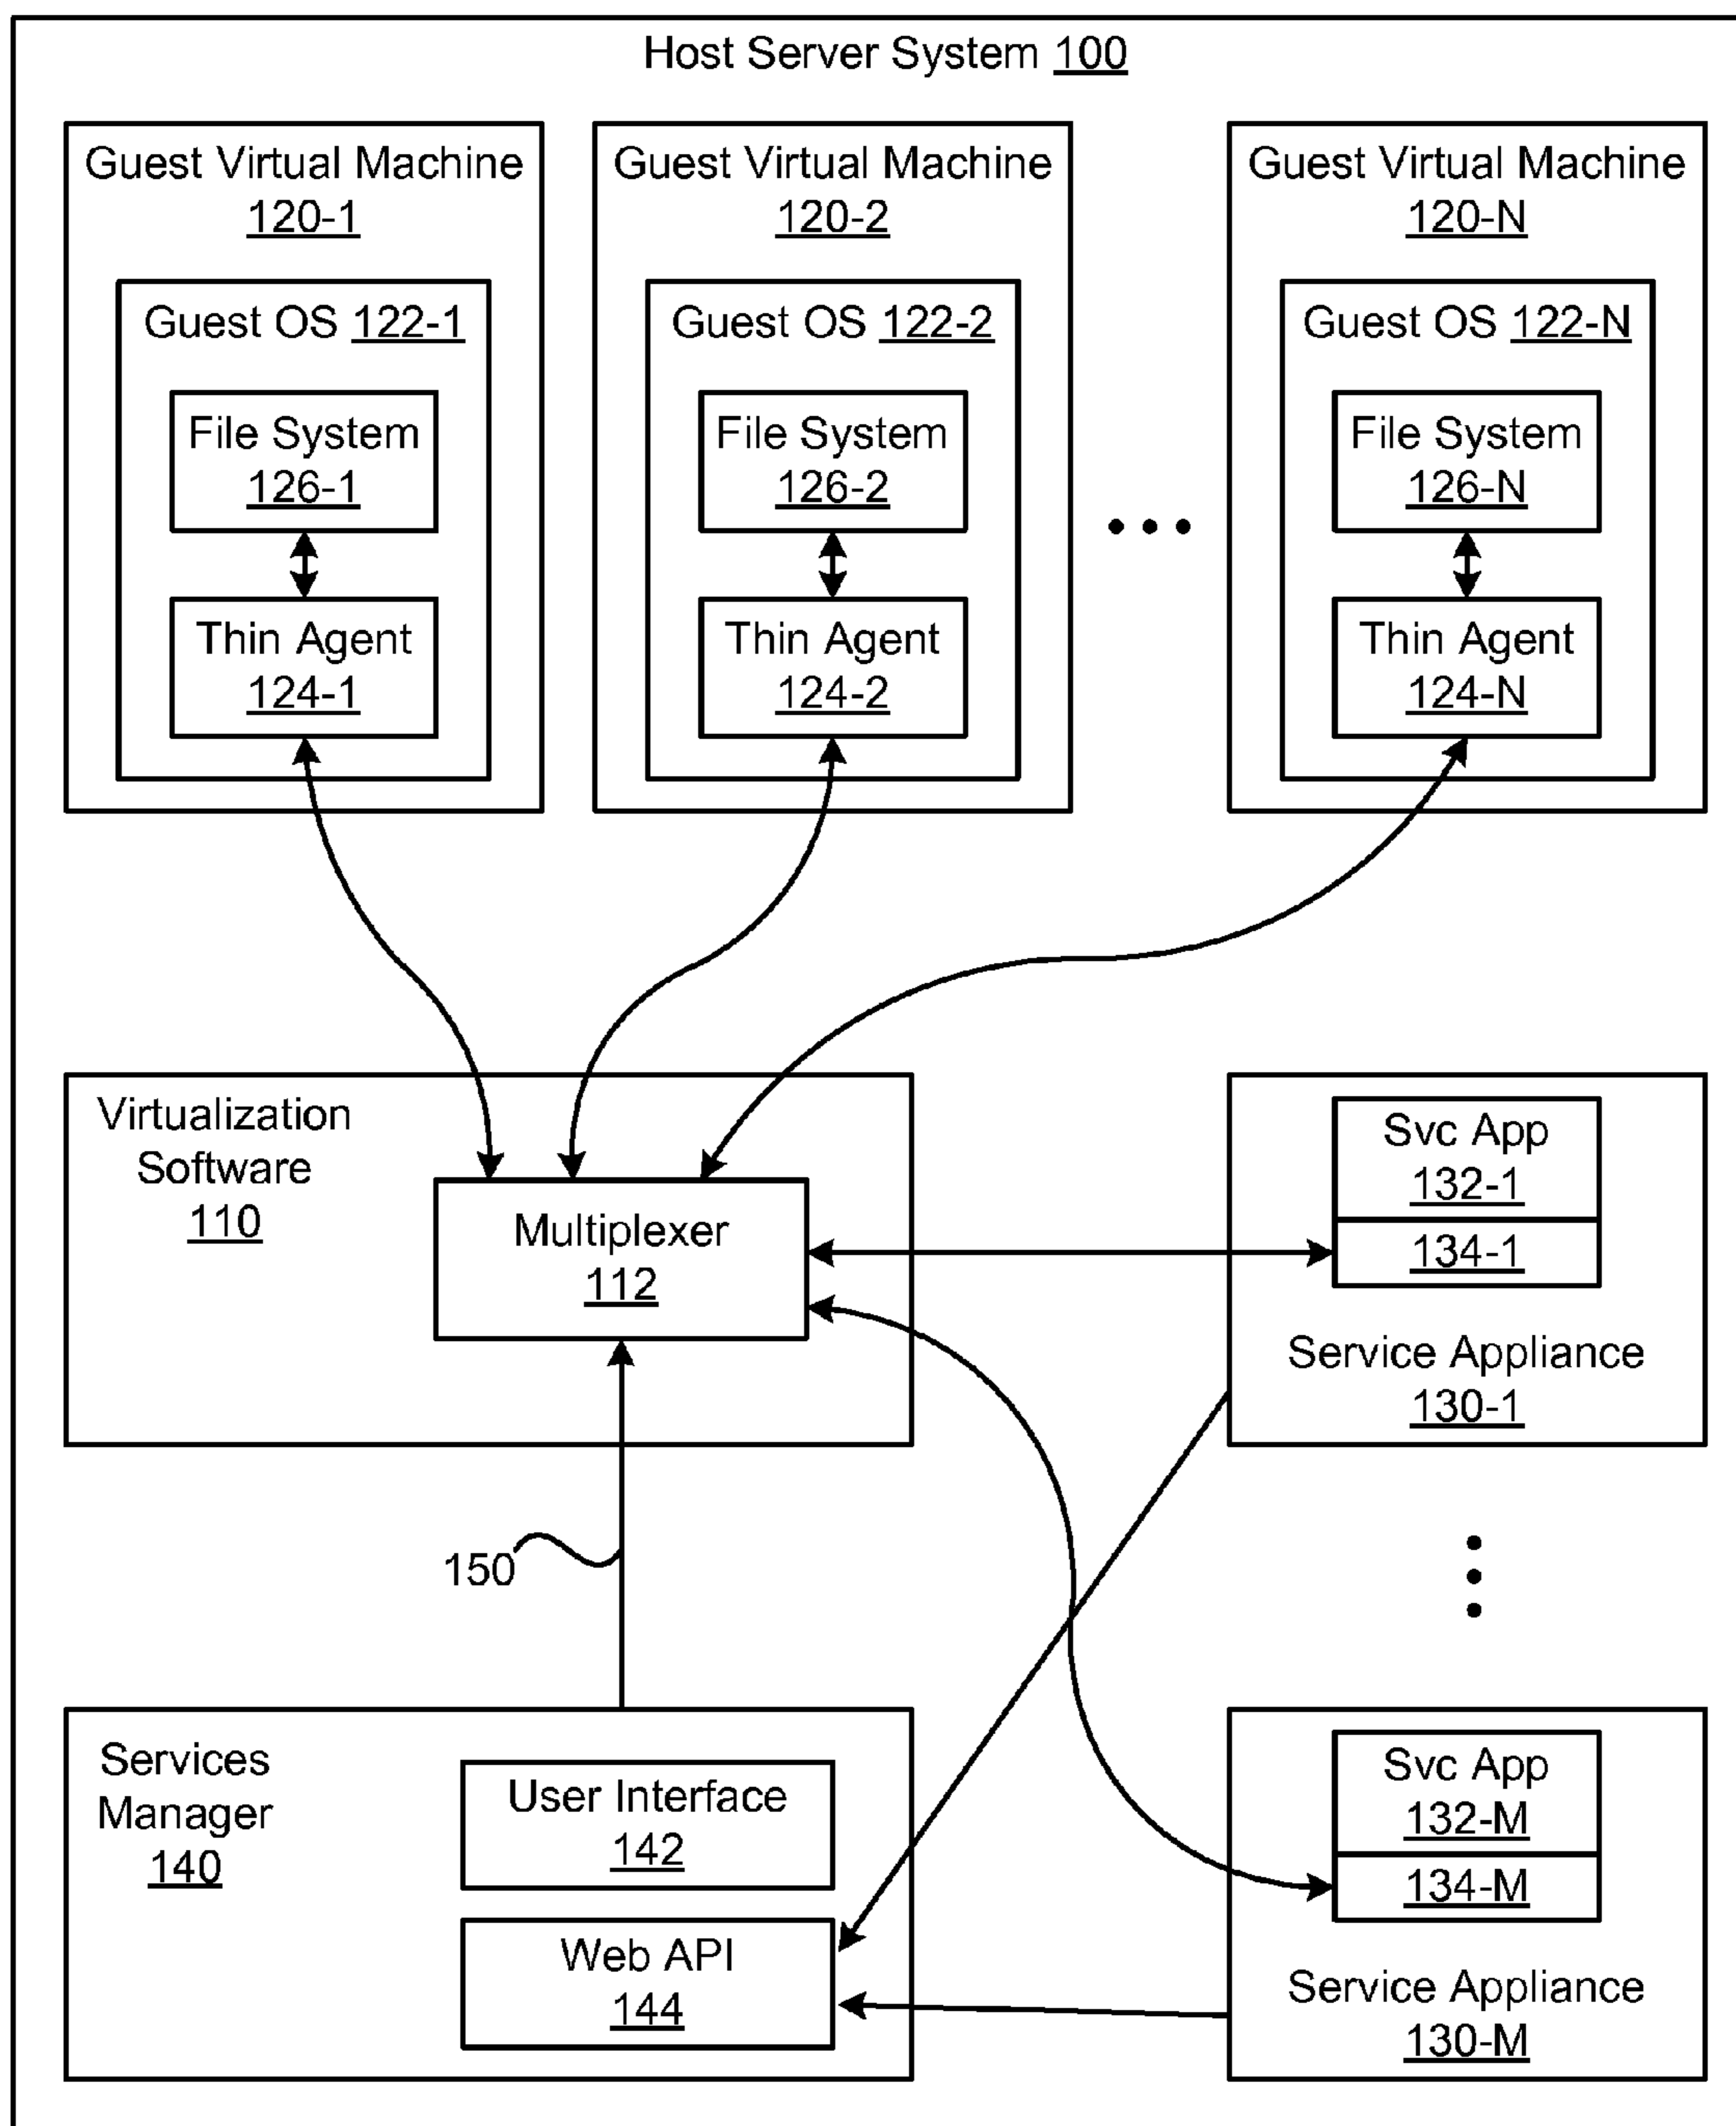 Host Server System 100
Guest Virtual Machine
120-1
Guest OS 122-1
File System
126-1
Thin Agent
124-1
Guest Virtual Machine
120-2
Guest OS 122-2
File System
126-2
Thin Agent
124-2
Guest Virtual Machine
120-N
Guest OS 122-N
File System
126-N
Thin Agent
124-N
Virtualization
Software
110
Multiplexer
112
Svc App
132-1
134-1
Service Appliance
130-1
150
Services
Manager
140
User Interface
142
Web API
144
Svc App
132-M
134-M
Service Appliance
130-M